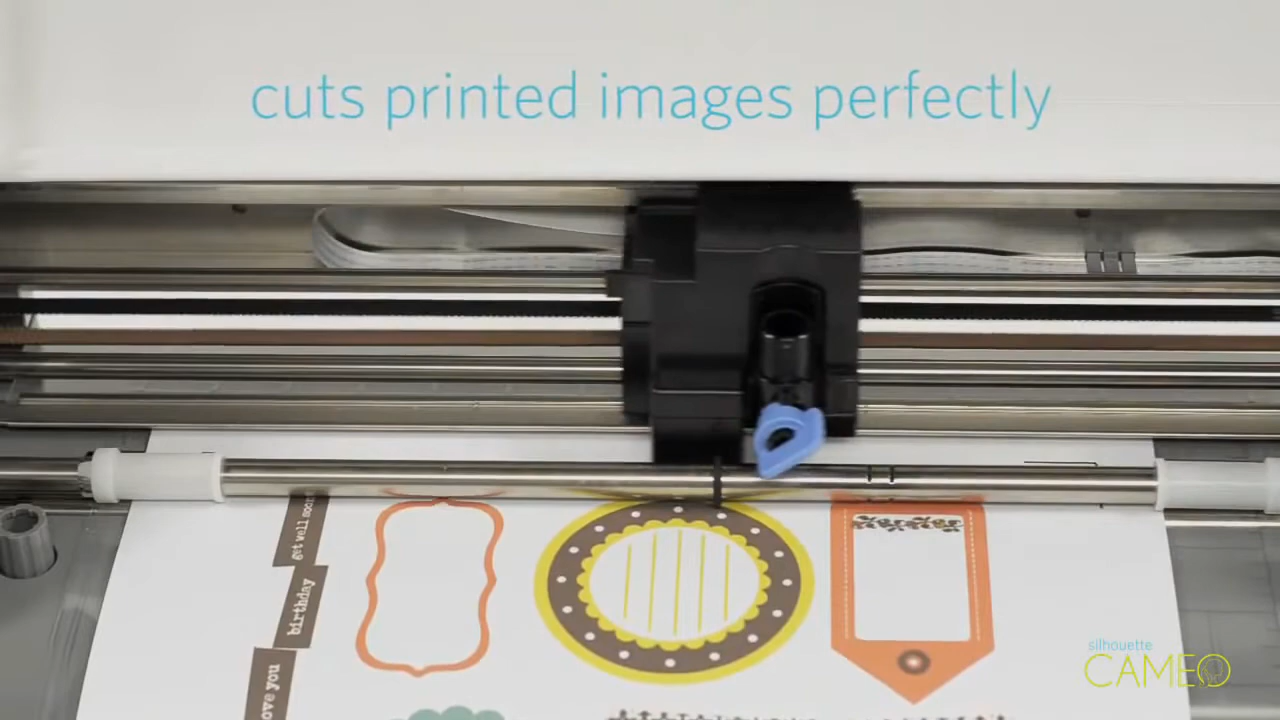 cuts printed images perfectly
get well soon
birthday
love you
silhouette
CAMEO